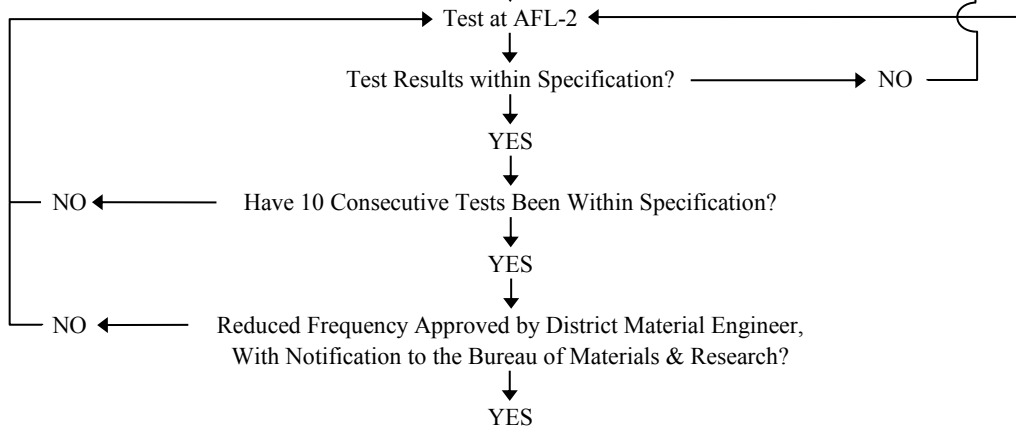 Test at AFL-2
Test Results within Specification? NO
YES
NO Have 10 Consecutive Tests Been Within Specification?
YES
NO Reduced Frequency Approved by District Material Engineer,
With Notification to the Bureau of Materials & Research?
YES